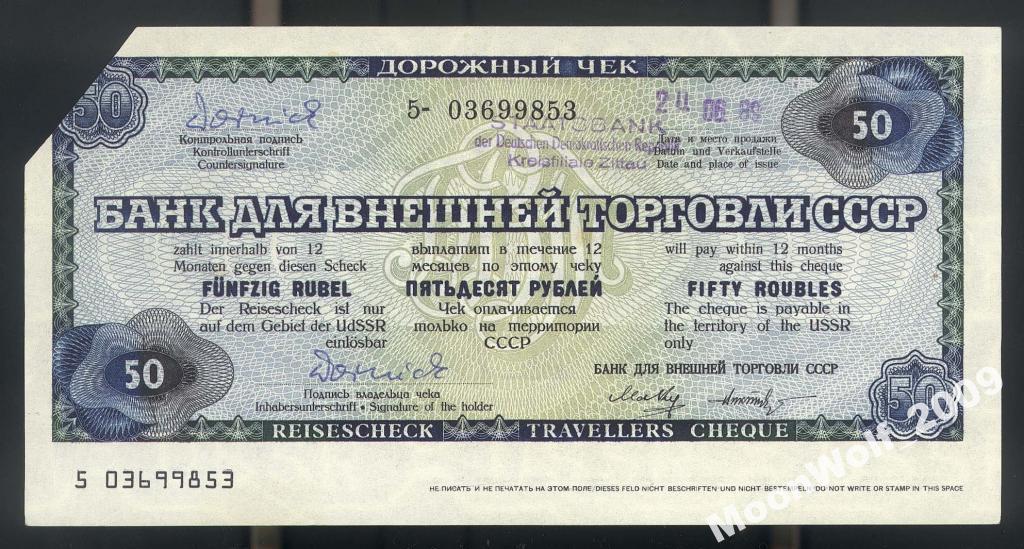 ДОРОЖНЫЙ ЧЕК
50
5- 03699853
50
Контрольная подпись
Kontrollunterschrift
Countersignature
STAATSBANK
der Deutschen Demokratischen Republik
Kreisfiliale Zittau
06 89
Дата и место продажи
Datum und Verkaufstelle
Date and place of issue
БАНК ДЛЯ ВНЕШНЕЙ ТОРГОВЛИ СССР
zahlt innerhalb von 12
Monaten gegen diesen Scheck
FÜNFZIG RUBEL
Der Reisescheck ist nur
auf dem Gebiet der UdSSR
einlösbar
выплатит в течение 12
месяцев по этому чеку
ПЯТЬДЕСЯТ РУБЛЕЙ
Чек оплачивается
только на территории
СССР
will pay within 12 months
against this cheque
FIFTY ROUBLES
The cheque is payable in
the territory of the USSR
only
50
Подпись владельца чека
Inhabersunterschrift • Signature of the holder
БАНК ДЛЯ ВНЕШНЕЙ ТОРГОВЛИ СССР
50
REISESCHECK TRAVELLERS CHEQUE
5 03699853
НЕ ПИСАТЬ И НЕ ПЕЧАТАТЬ НА ЭТОМ ПОЛЕ/DIESES FELD NICHT BESCHRIFTEN UND NICHT BESTEMPELN/DO NOT WRITE OR STAMP IN THIS SPACE
MoonWolf_2009